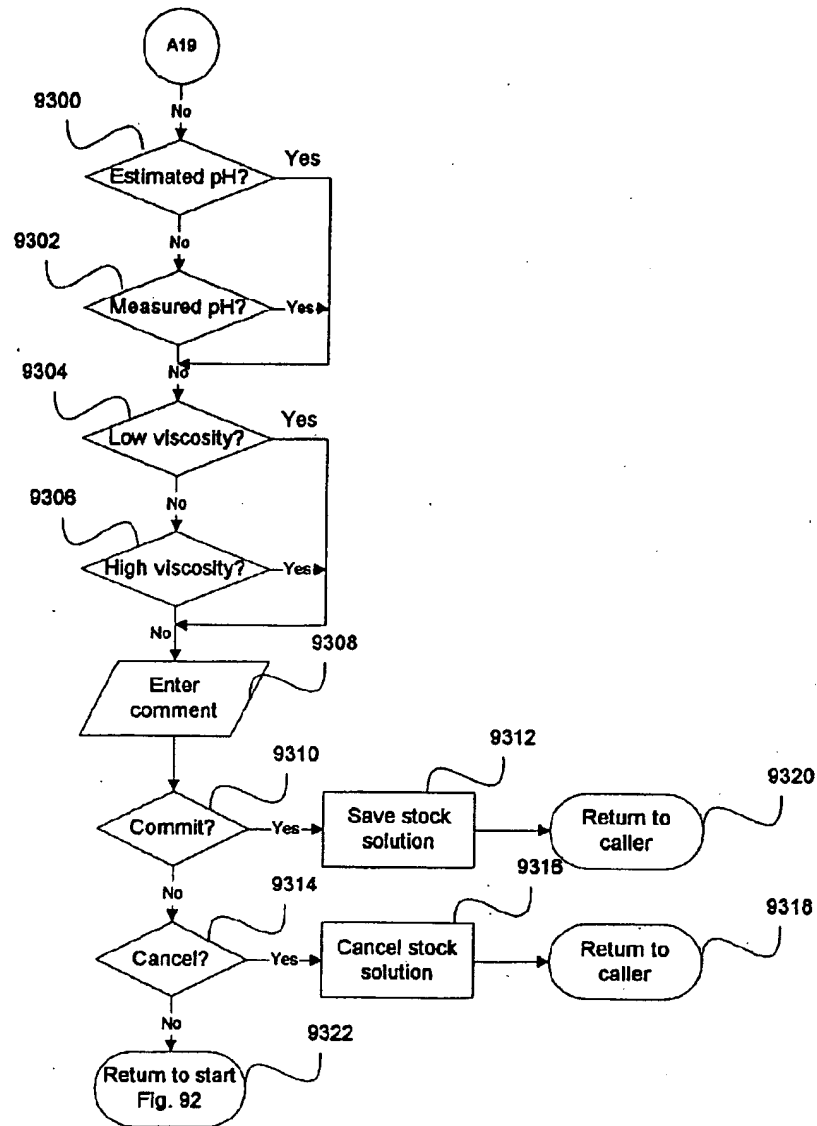 A19
No
9300
Estimated pH?
Yes
No
9302
Measured pH?
Yes
No
9304
Low viscosity?
Yes
No
9306
High viscosity?
Yes
No
9308
Enter
comment
9310
Commit?
Yes
9312
Save stock
solution
9320
Return to
caller
No
9314
Cancel?
Yes
9316
Cancel stock
solution
9318
Return to
caller
No
9322
Return to start
Fig. 92